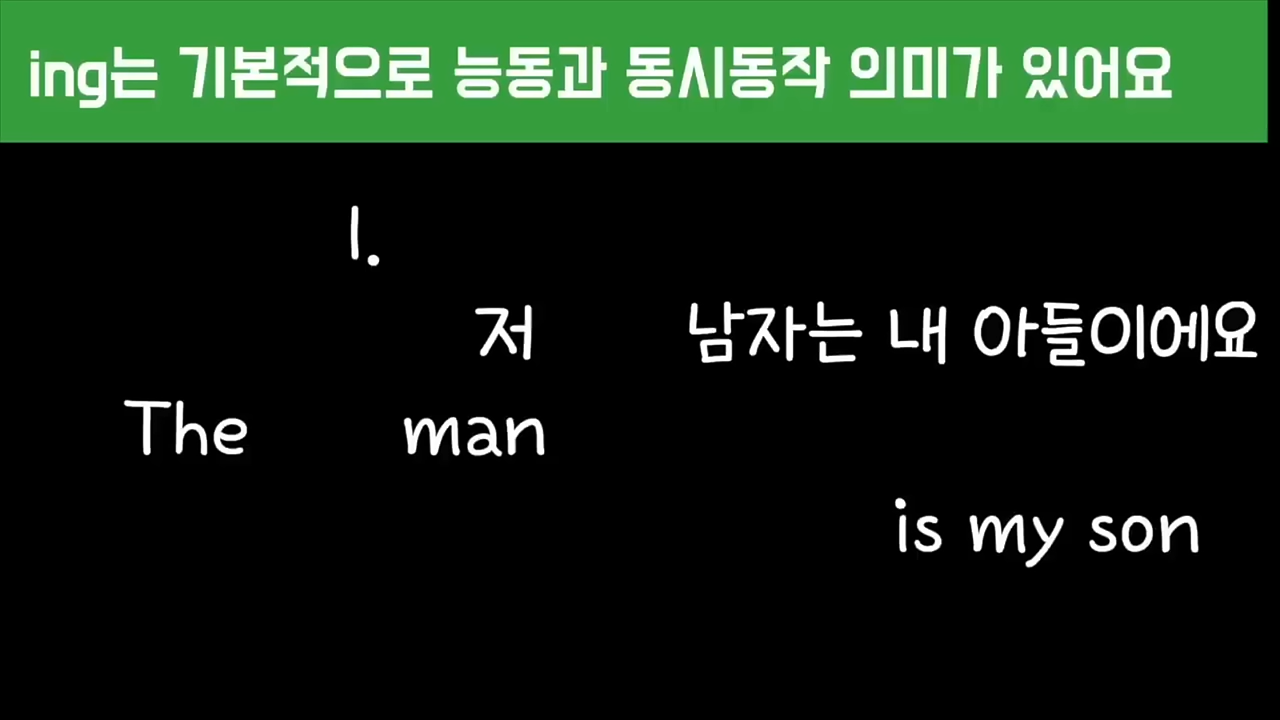 ing는 기본적으로 능동과 동시동작 의미가 있어요
1.
저 남자는 내 아들이에요
The man
is my son